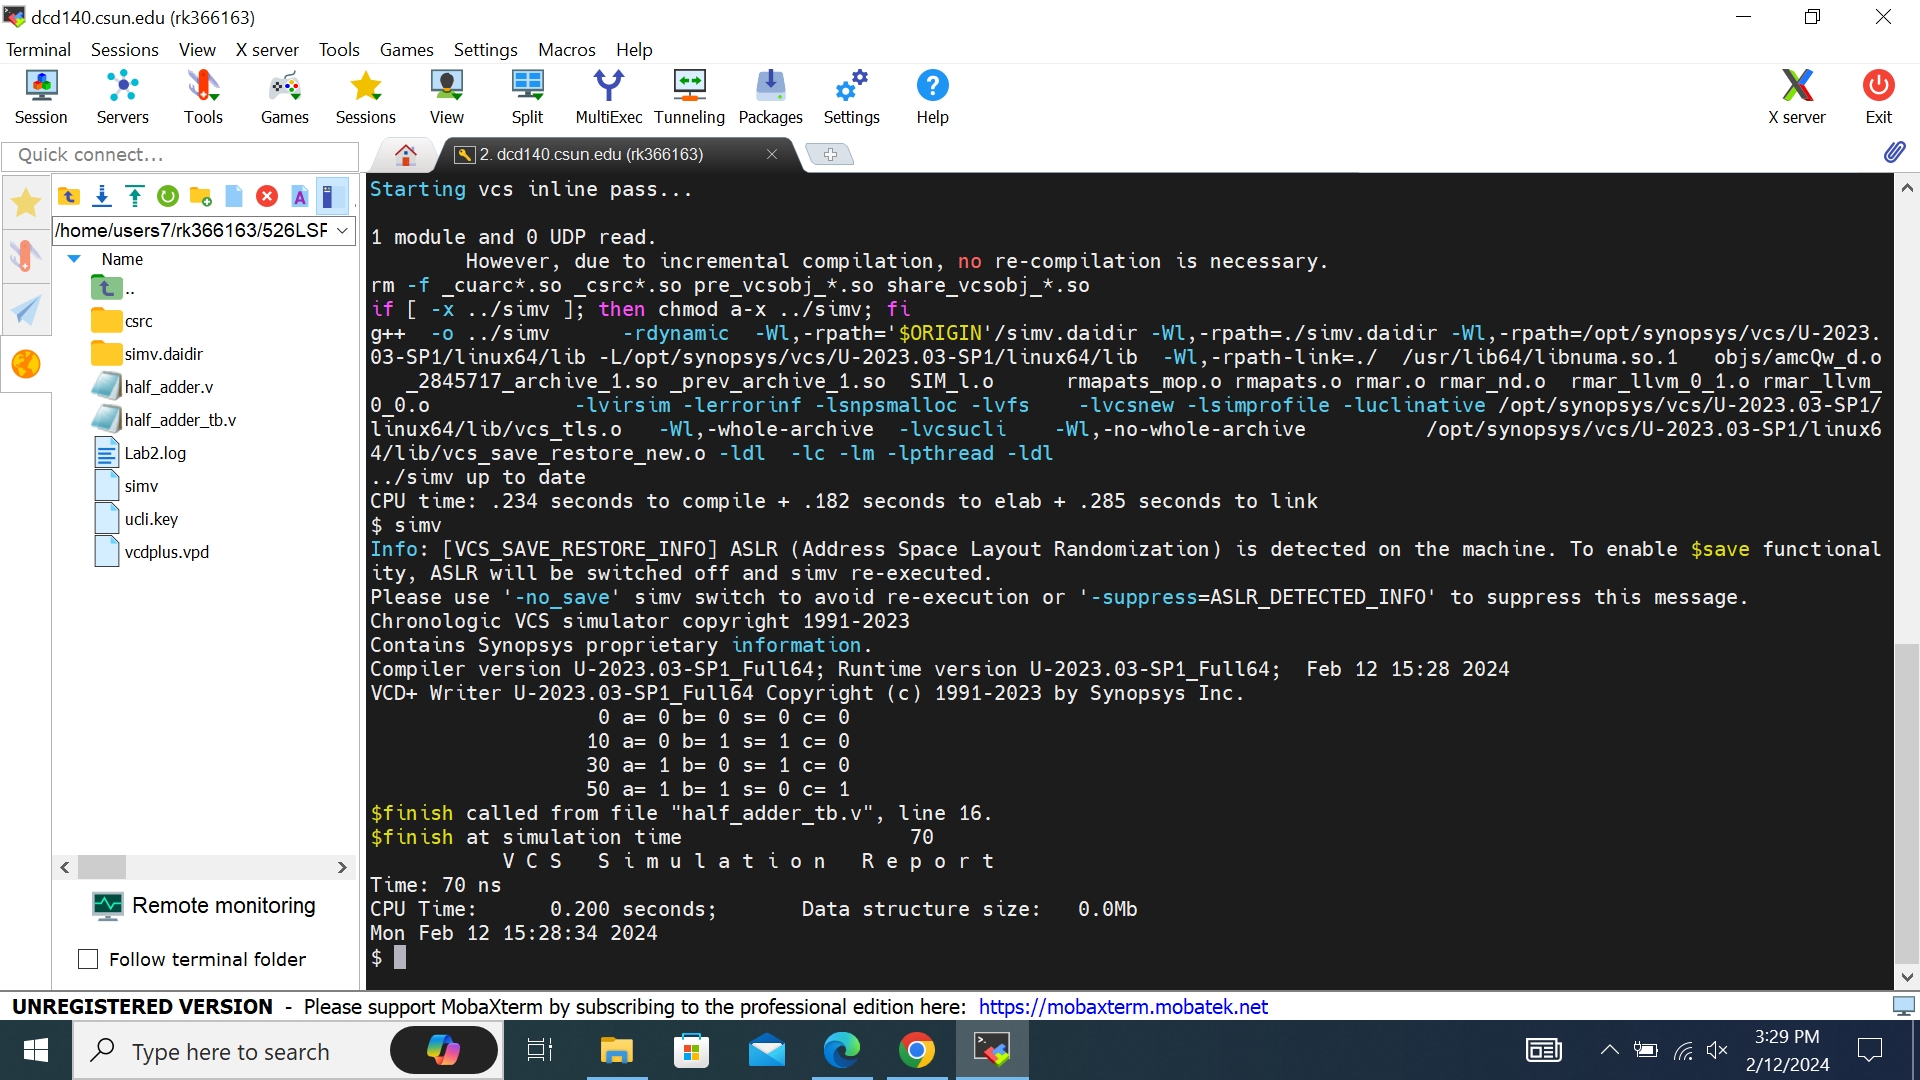 dcd140.csun.edu (rk366163)
Terminal Sessions View X server Tools Games Settings Macros Help
Session Servers Tools Games Sessions View Split MultiExec Tunneling Packages Settings Help X server Exit
Quick connect...
2. dcd140.csun.edu (rk366163)
/home/users7/rk366163/526LSF
Name
..
csrc
simv.daidir
half_adder.v
half_adder_tb.v
Lab2.log
simv
ucli.key
vcdplus.vpd
Remote monitoring
Follow terminal folder
Starting vcs inline pass...
1 module and 0 UDP read.
However, due to incremental compilation, no re-compilation is necessary.
rm -f _cuarc*.so _csrc*.so pre_vcsobj_*.so share_vcsobj_*.so
if [ -x ../simv ]; then chmod a-x ../simv; fi
g++ -o ../simv -rdynamic -Wl,-rpath='$ORIGIN'/simv.daidir -Wl,-rpath=./simv.daidir -Wl,-rpath=/opt/synopsys/vcs/U-2023.
03-SP1/linux64/lib -L/opt/synopsys/vcs/U-2023.03-SP1/linux64/lib -Wl,-rpath-link=./ /usr/lib64/libnuma.so.1 objs/amcQw_d.o
_2845717_archive_1.so _prev_archive_1.so SIM_l.o rmapats_mop.o rmapats.o rmar.o rmar_nd.o rmar_llvm_0_1.o rmar_llvm_
0_0.o -lvirsim -lerrorinf -lsnpsmalloc -lvfs -lvcsnew -lsimprofile -luclinative /opt/synopsys/vcs/U-2023.03-SP1/
linux64/lib/vcs_tls.o -Wl,-whole-archive -lvcsucli -Wl,-no-whole-archive /opt/synopsys/vcs/U-2023.03-SP1/linux6
4/lib/vcs_save_restore_new.o -ldl -lc -lm -lpthread -ldl
../simv up to date
CPU time: .234 seconds to compile + .182 seconds to elab + .285 seconds to link
$ simv
Info: [VCS_SAVE_RESTORE_INFO] ASLR (Address Space Layout Randomization) is detected on the machine. To enable $save functional
ity, ASLR will be switched off and simv re-executed.
Please use '-no_save' simv switch to avoid re-execution or '-suppress=ASLR_DETECTED_INFO' to suppress this message.
Chronologic VCS simulator copyright 1991-2023
Contains Synopsys proprietary information.
Compiler version U-2023.03-SP1_Full64; Runtime version U-2023.03-SP1_Full64; Feb 12 15:28 2024
VCD+ Writer U-2023.03-SP1_Full64 Copyright (c) 1991-2023 by Synopsys Inc.
0 a= 0 b= 0 s= 0 c= 0
10 a= 0 b= 1 s= 1 c= 0
30 a= 1 b= 0 s= 1 c= 0
50 a= 1 b= 1 s= 0 c= 1
$finish called from file "half_adder_tb.v", line 16.
$finish at simulation time 70
V C S S i m u l a t i o n R e p o r t
Time: 70 ns
CPU Time: 0.200 seconds; Data structure size: 0.0Mb
Mon Feb 12 15:28:34 2024
$
UNREGISTERED VERSION - Please support MobaXterm by subscribing to the professional edition here: https://mobaxterm.mobatek.net
Type here to search
3:29 PM
2/12/2024